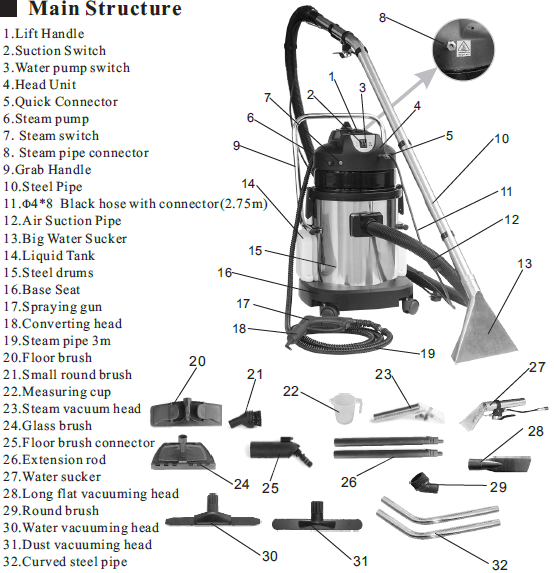 Main Structure
1.Lift Handle
2.Suction Switch
3.Water pump switch
4.Head Unit
5.Quick Connector
6.Steam pump
7. Steam switch
8. Steam pipe connector
9.Grab Handle
10.Steel Pipe
11.Φ4*8 Black hose with connector(2.75m)
12.Air Suction Pipe
13.Big Water Sucker
14.Liquid Tank
15.Steel drums
16.Base Seat
17.Spraying gun
18.Converting head
19.Steam pipe 3m
20.Floor brush
21.Small round brush
22.Measuring cup
23.Steam vacuum head
24.Glass brush
25.Floor brush connector
26.Extension rod
27.Water sucker
28.Long flat vacuuming head
29.Round brush
30.Water vacuuming head
31.Dust vacuuming head
32.Curved steel pipe
8
1
2
3
4
7
6
5
9
10
14
11
12
15
13
16
17
18
19
20
21
22
23
27
28
24
25
26
29
30
31
32